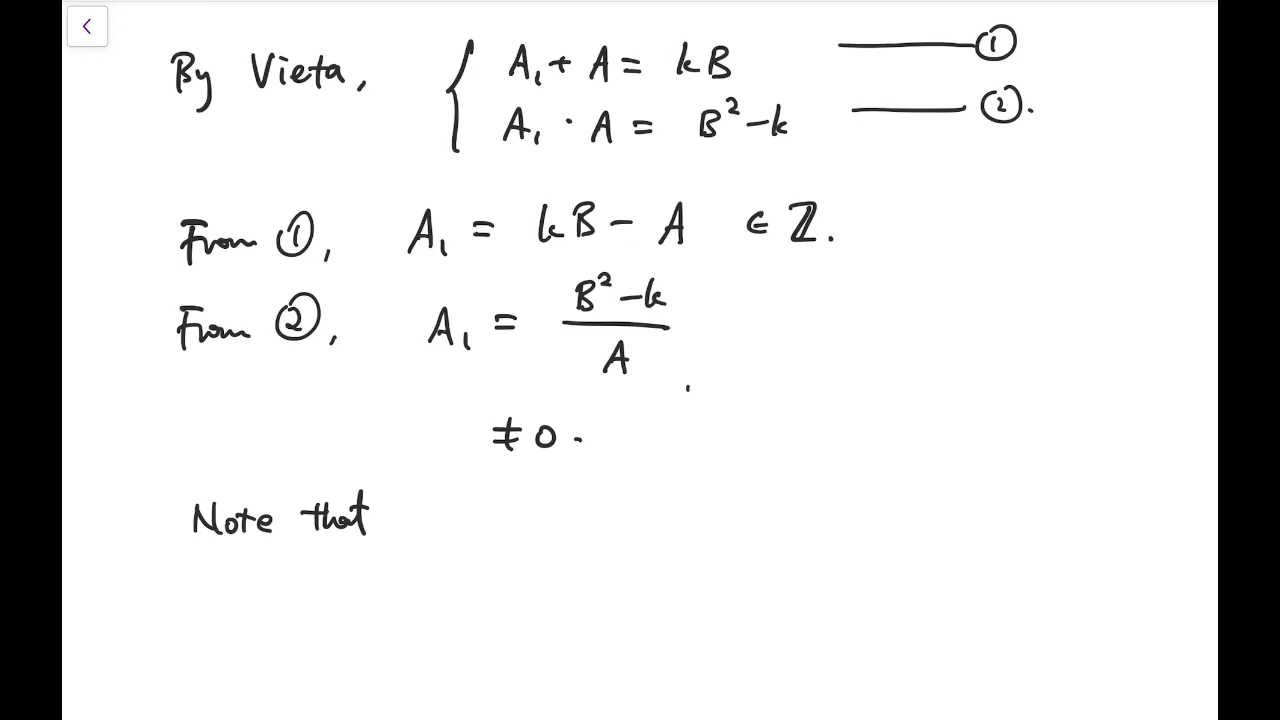 By Vieta, { A₁ + A = kB ——— ①
A₁ · A = B² - k ——— ②.
From ①, A₁ = kB - A ∈ ℤ.
From ②, A₁ = (B² - k)/A
≠ 0.
Note that